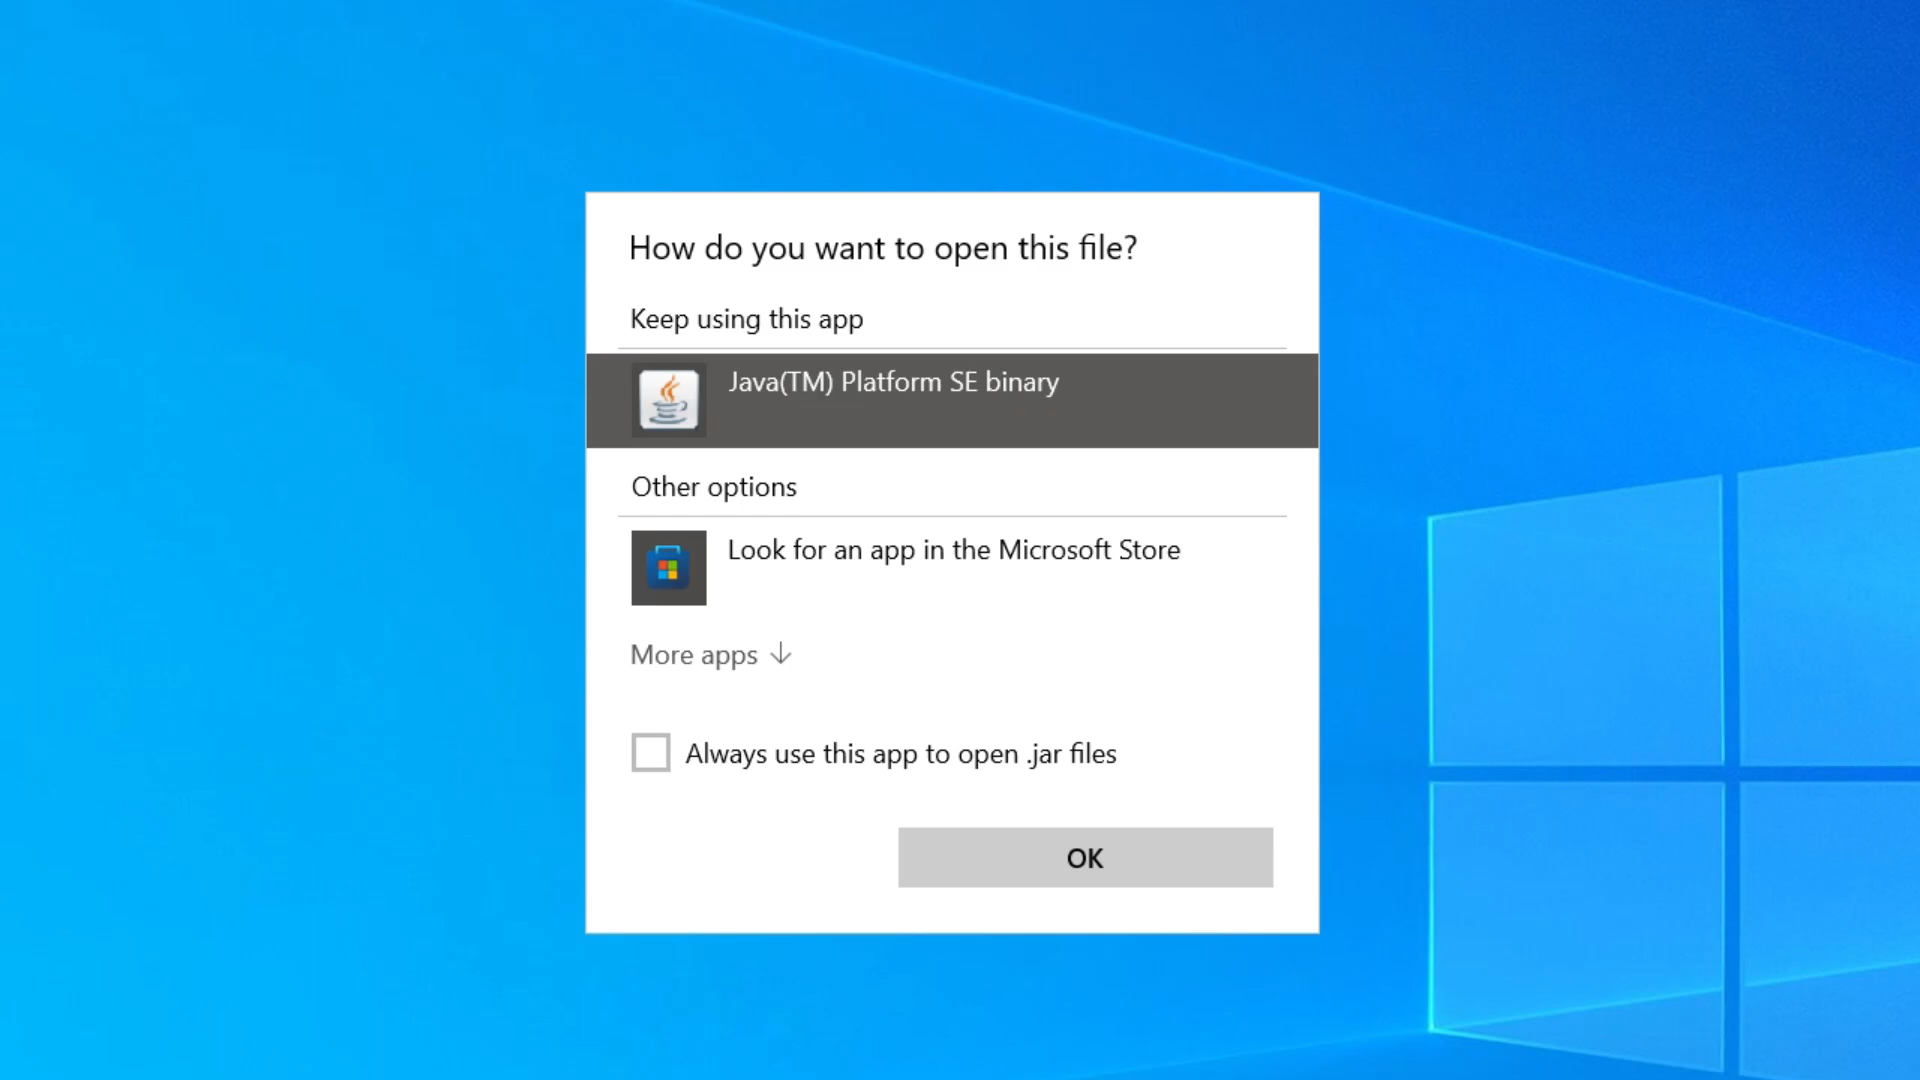 How do you want to open this file?
Keep using this app
Java(TM) Platform SE binary
Other options
Look for an app in the Microsoft Store
More apps ↓
Always use this app to open .jar files
OK